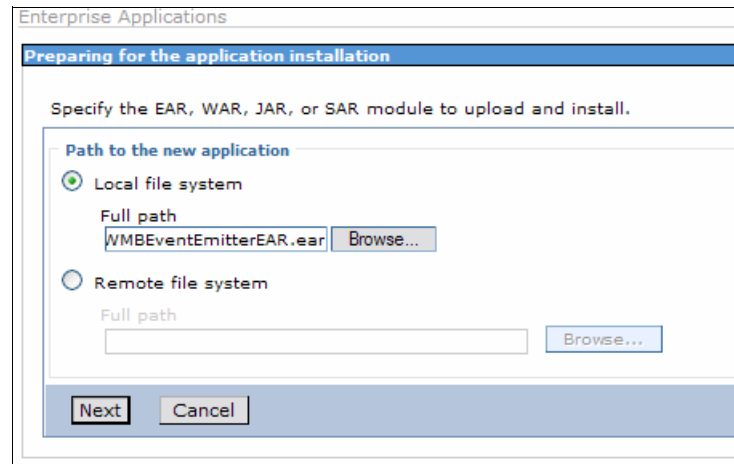 Enterprise Applications
Preparing for the application installation
Specify the EAR, WAR, JAR, or SAR module to upload and install.
Path to the new application
Local file system
Full path
WMBEventEmitterEAR.ear Browse...
Remote file system
Full path
Browse...
Next Cancel